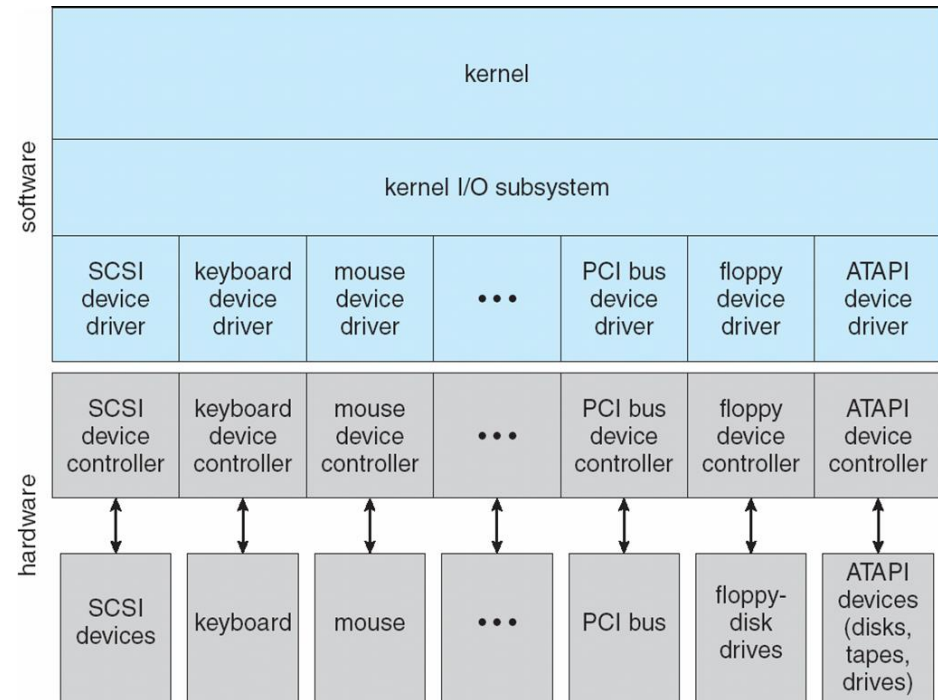 software
kernel
kernel I/O subsystem
SCSI
device
driver
keyboard
device
driver
mouse
device
driver
•••
PCI bus
device
driver
floppy
device
driver
ATAPI
device
driver
hardware
SCSI
device
controller
keyboard
device
controller
mouse
device
controller
•••
PCI bus
device
controller
floppy
device
controller
ATAPI
device
controller
SCSI
devices
keyboard
mouse
•••
PCI bus
floppy-
disk
drives
ATAPI
devices
(disks,
tapes,
drives)